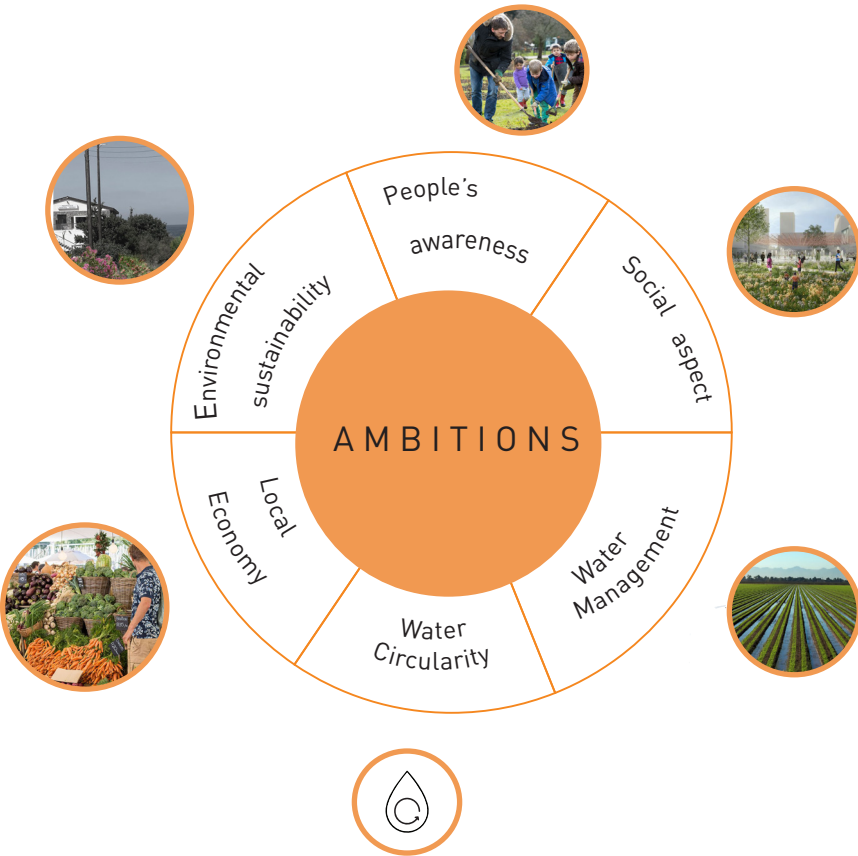 People's
awareness
Social aspect
Water
Management
Water
Circularity
Local
Economy
Environmental
sustainability
AMBITIONS